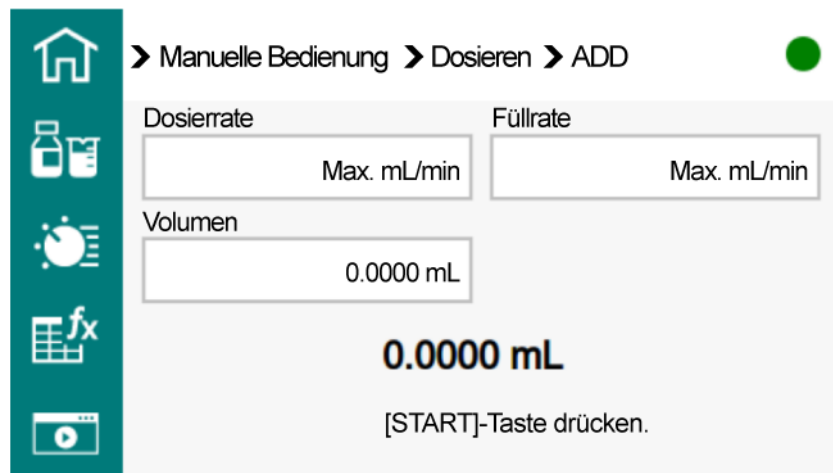 Manuelle Bedienung Dosieren ADD
Dosierrate Füllrate
Max. mL/min Max. mL/min
Volumen
0.0000 mL
0.0000 mL
[START]-Taste drücken.
fx